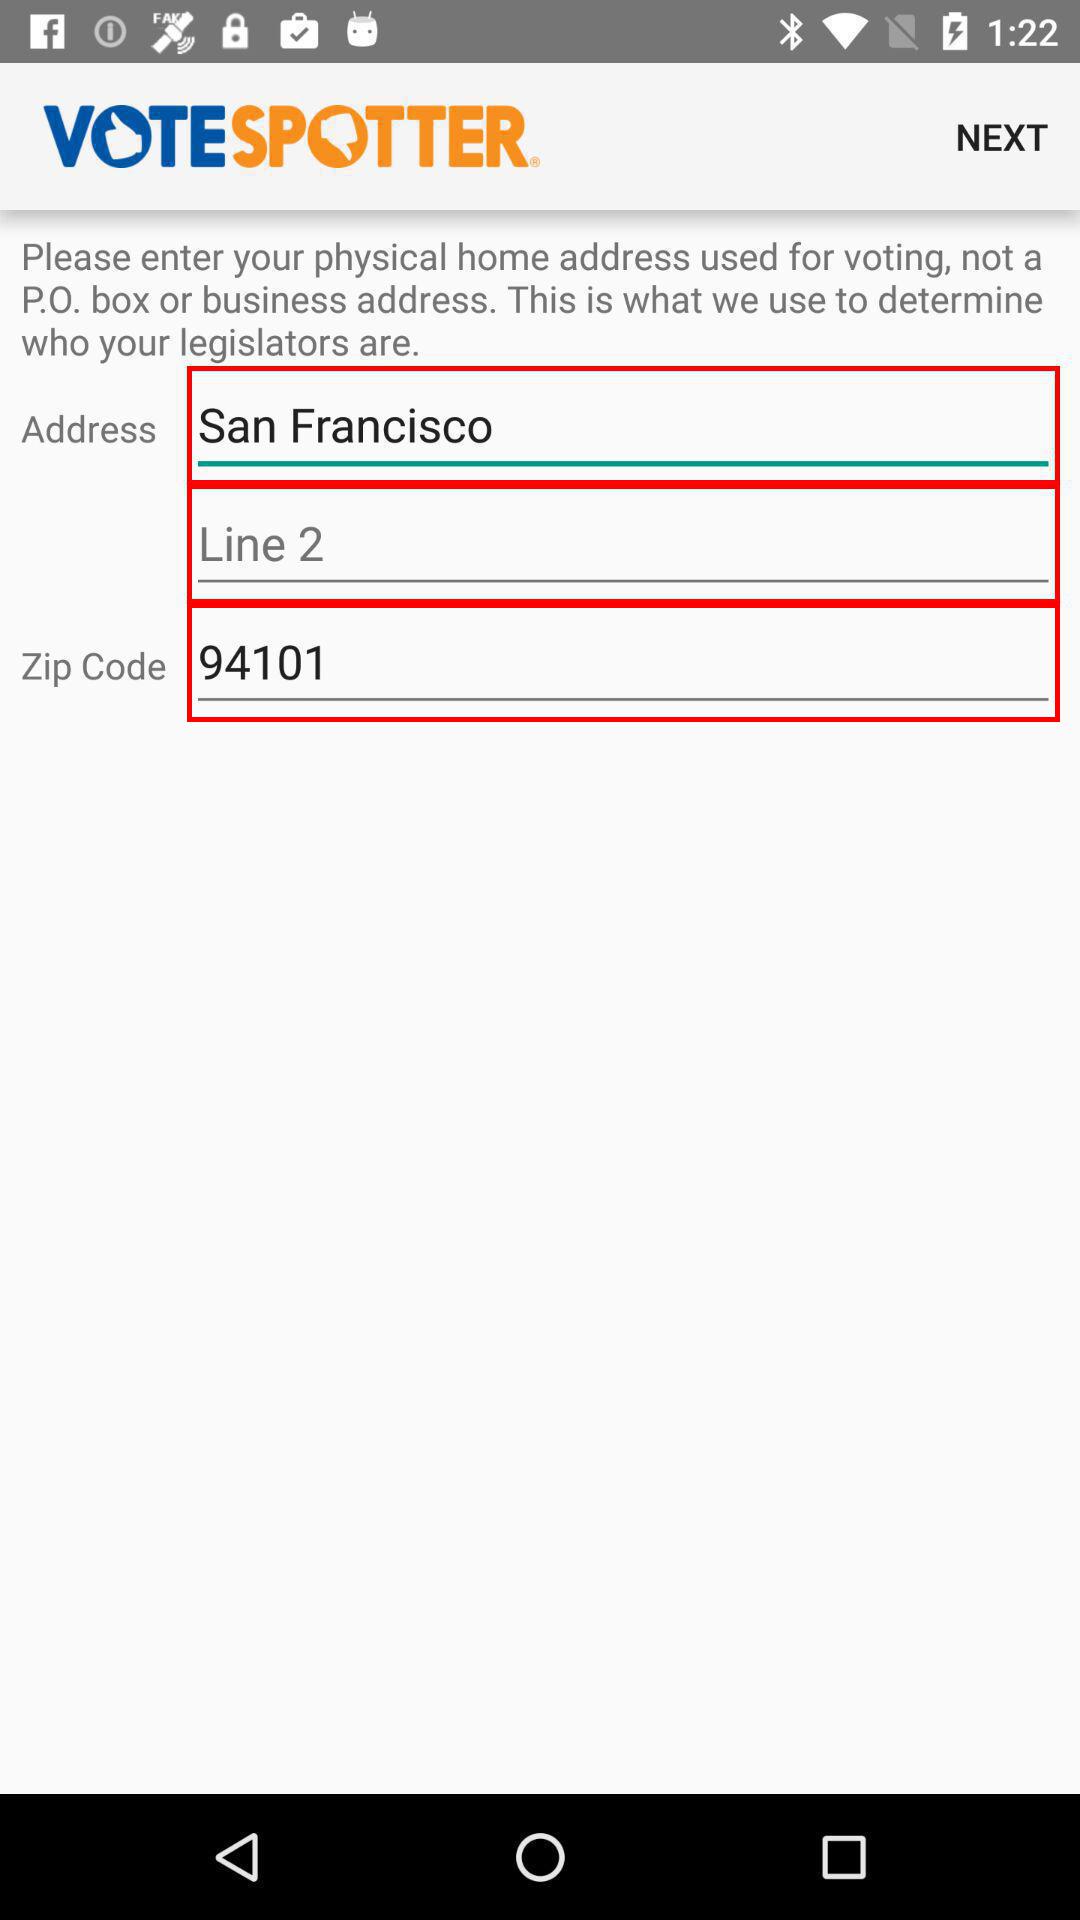 FAKE
1:22
VOTESPOTTER®
NEXT
Please enter your physical home address used for voting, not a
P.O. box or business address. This is what we use to determine
who your legislators are.
Address San Francisco
Line 2
Zip Code 94101